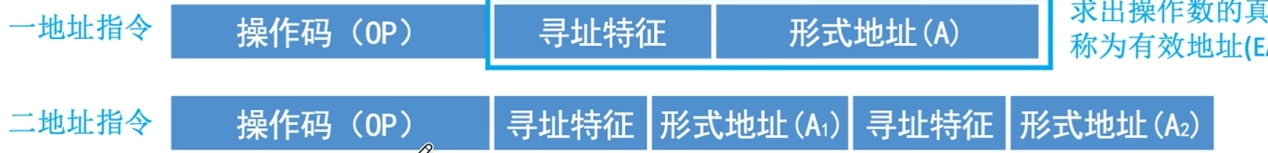 一地址指令 操作码（OP） 寻址特征 形式地址(A) 求出操作数的真
称为有效地址(EA
二地址指令 操作码（OP） 寻址特征 形式地址(A₁) 寻址特征 形式地址(A₂)